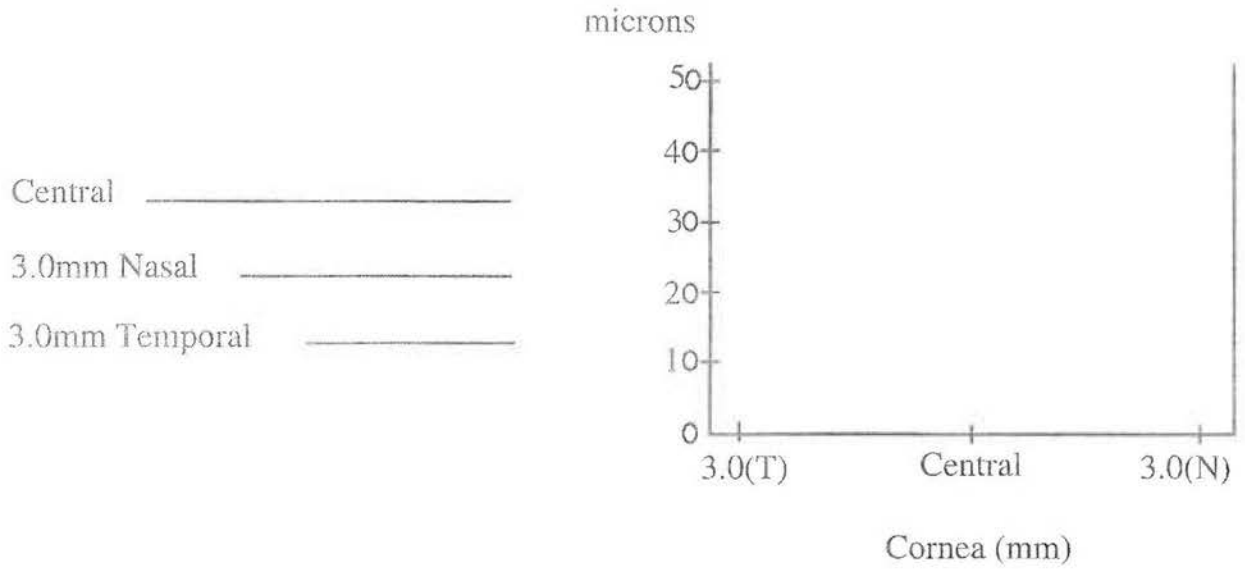 microns
50
40
Central
30
3.0mm Nasal
20
3.0mm Temporal
10
0
3.0(T) Central 3.0(N)
Cornea (mm)